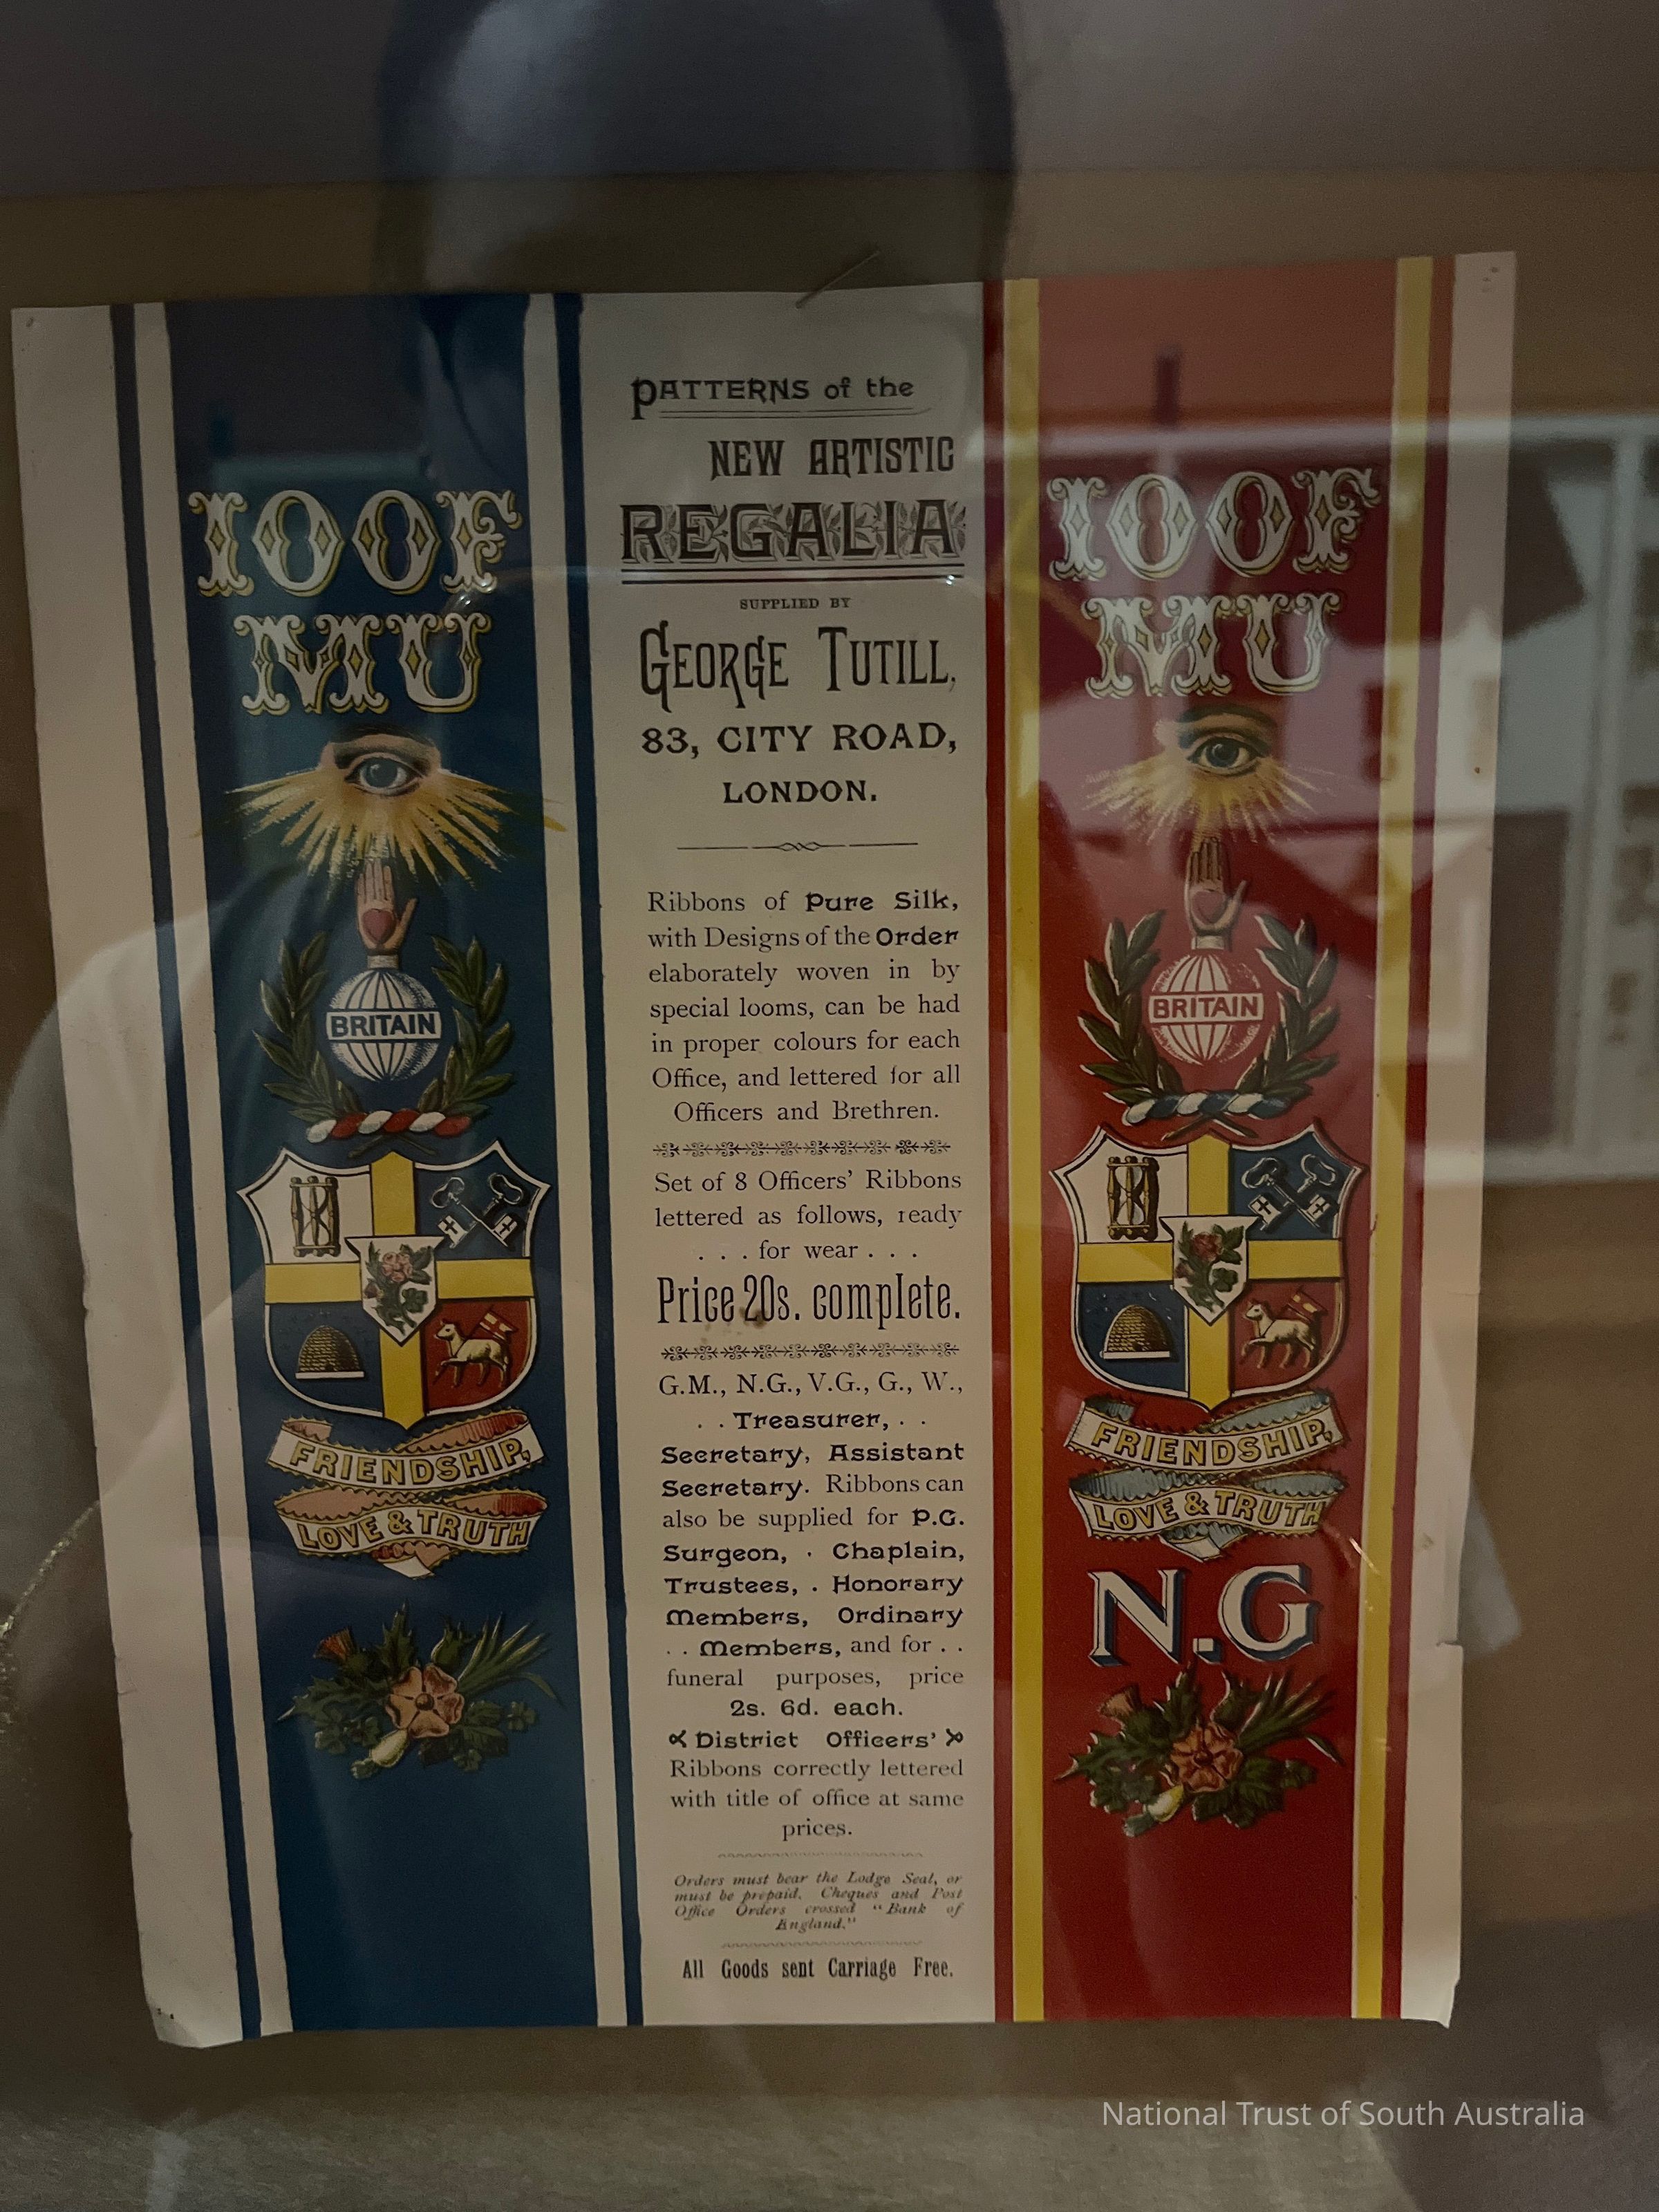 IOOF
MU
BRITAIN
FRIENDSHIP,
LOVE & TRUTH
PATTERNS of the
NEW ARTISTIC
REGALIA
SUPPLIED BY
GEORGE TUTILL,
83, CITY ROAD,
LONDON.
Ribbons of Pure Silk,
with Designs of the Order
elaborately woven in by
special looms, can be had
in proper colours for each
Office, and lettered for all
Officers and Brethren.
Set of 8 Officers' Ribbons
lettered as follows, ready
. . . for wear . . .
Price 20s. complete.
G.M., N.G., V.G., G., W.,
. . Treasurer, . .
Secretary, Assistant
Secretary. Ribbons can
also be supplied for P.G.
Surgeon, . Chaplain,
Trustees, . Honorary
Members, Ordinary
. . Members, and for . .
funeral purposes, price
2s. 6d. each.
District Officers'
Ribbons correctly lettered
with title of office at same
prices.
Orders must bear the Lodge Seal, or
must be prepaid. Cheques and Post
Office Orders crossed "Bank of
England."
All Goods sent Carriage Free.
IOOF
MU
BRITAIN
FRIENDSHIP,
LOVE & TRUTH
N.G
National Trust of South Australia